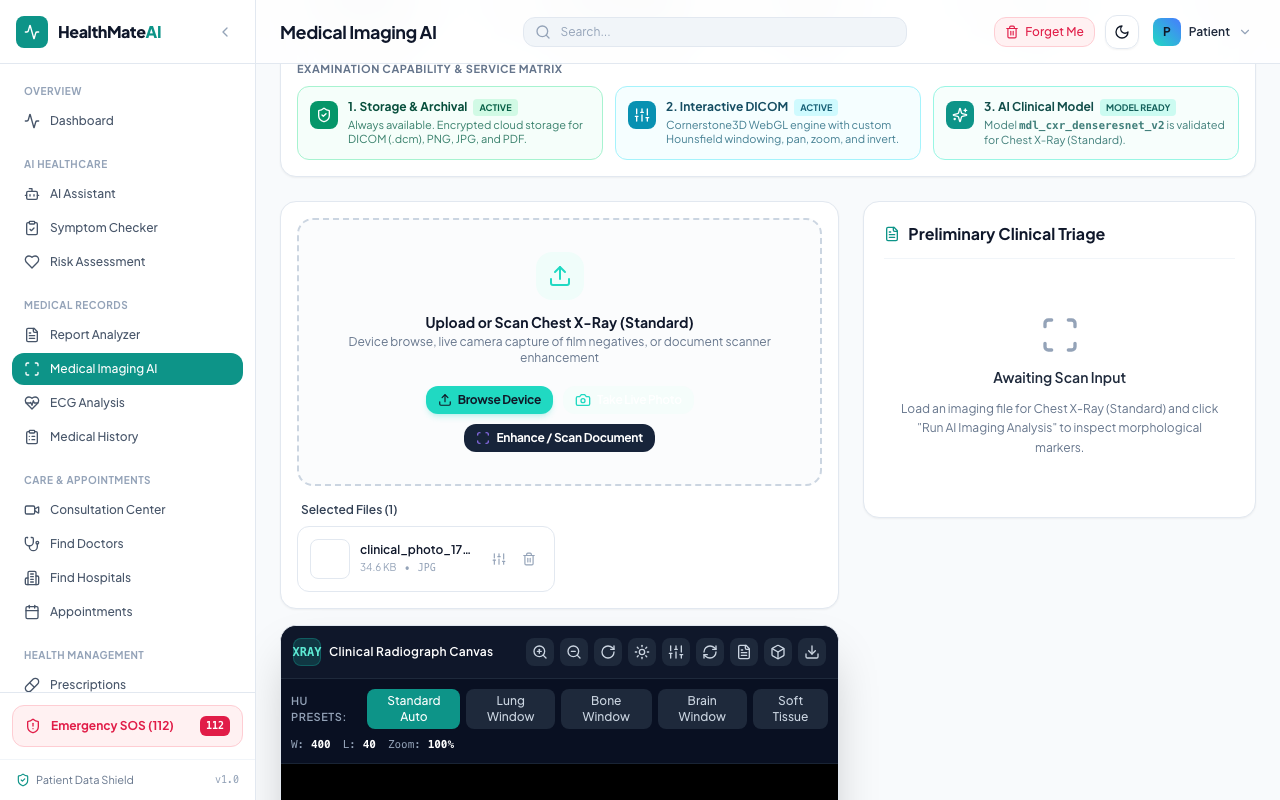 HealthMateAI
Medical Imaging AI
Search...
Forget Me
P
Patient
OVERVIEW
Dashboard
AI HEALTHCARE
AI Assistant
Symptom Checker
Risk Assessment
MEDICAL RECORDS
Report Analyzer
Medical Imaging AI
ECG Analysis
Medical History
CARE & APPOINTMENTS
Consultation Center
Find Doctors
Find Hospitals
Appointments
HEALTH MANAGEMENT
Prescriptions
Emergency SOS (112)
112
Patient Data Shield
v1.0
EXAMINATION CAPABILITY & SERVICE MATRIX
1. Storage & Archival ACTIVE
Always available. Encrypted cloud storage for
DICOM (.dcm), PNG, JPG, and PDF.
2. Interactive DICOM ACTIVE
Cornerstone3D WebGL engine with custom
Hounsfield windowing, pan, zoom, and invert.
3. AI Clinical Model MODEL READY
Model mdl_cxr_denseresnet_v2 is validated
for Chest X-Ray (Standard).
Upload or Scan Chest X-Ray (Standard)
Device browse, live camera capture of film negatives, or document scanner
enhancement
Browse Device
Take Live Photo
Enhance / Scan Document
Selected Files (1)
clinical_photo_17...
34.6 KB • JPG
XRAY
Clinical Radiograph Canvas
HU
PRESETS:
Standard
Auto
Lung
Window
Bone
Window
Brain
Window
Soft
Tissue
W: 400 L: 40 Zoom: 100%
Preliminary Clinical Triage
Awaiting Scan Input
Load an imaging file for Chest X-Ray (Standard) and click
"Run AI Imaging Analysis" to inspect morphological
markers.